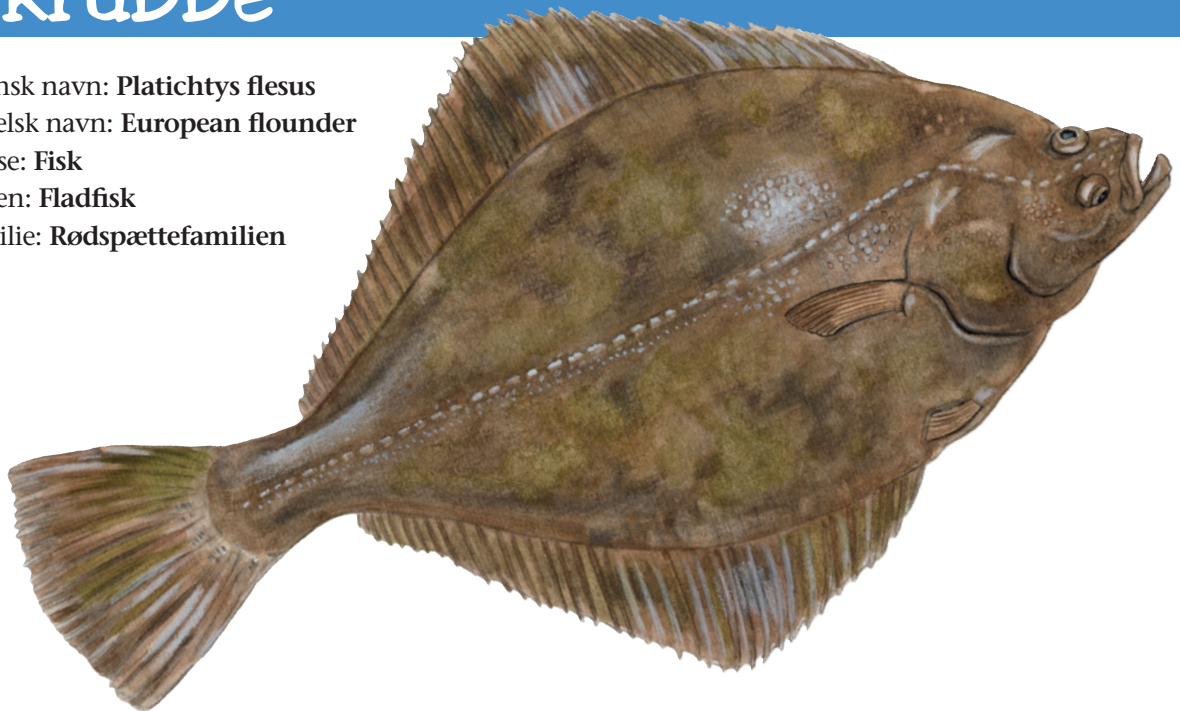 krubbe
nsk navn: Platichtys flesus
elsk navn: European flounder
se: Fisk
en: Fladfisk
ilie: Rødspættefamilien